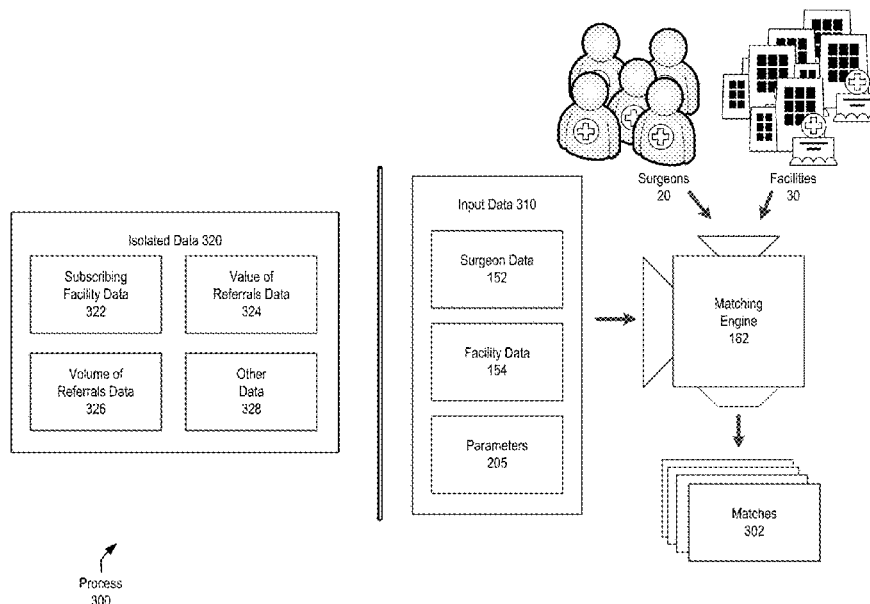 Surgeons
20
Facilities
30
Isolated Data 320
Subscribing
Facility Data
322
Value of
Referrals Data
324
Volume of
Referrals Data
326
Other
Data
328
Input Data 310
Surgeon Data
152
Facility Data
154
Parameters
205
Matching
Engine
162
Matches
302
Process
300